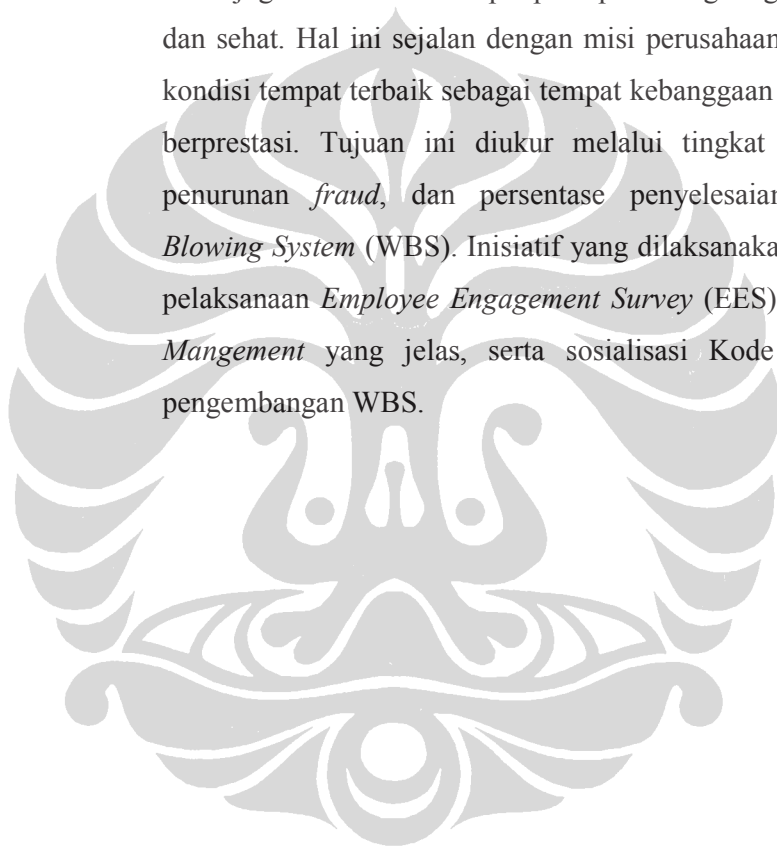 dan sehat. Hal ini sejalan dengan misi perusahaan
kondisi tempat terbaik sebagai tempat kebanggaan
berprestasi. Tujuan ini diukur melalui tingkat
penurunan fraud, dan persentase penyelesaian
Blowing System (WBS). Inisiatif yang dilaksanaka
pelaksanaan Employee Engagement Survey (EES)
Mangement yang jelas, serta sosialisasi Kode
pengembangan WBS.